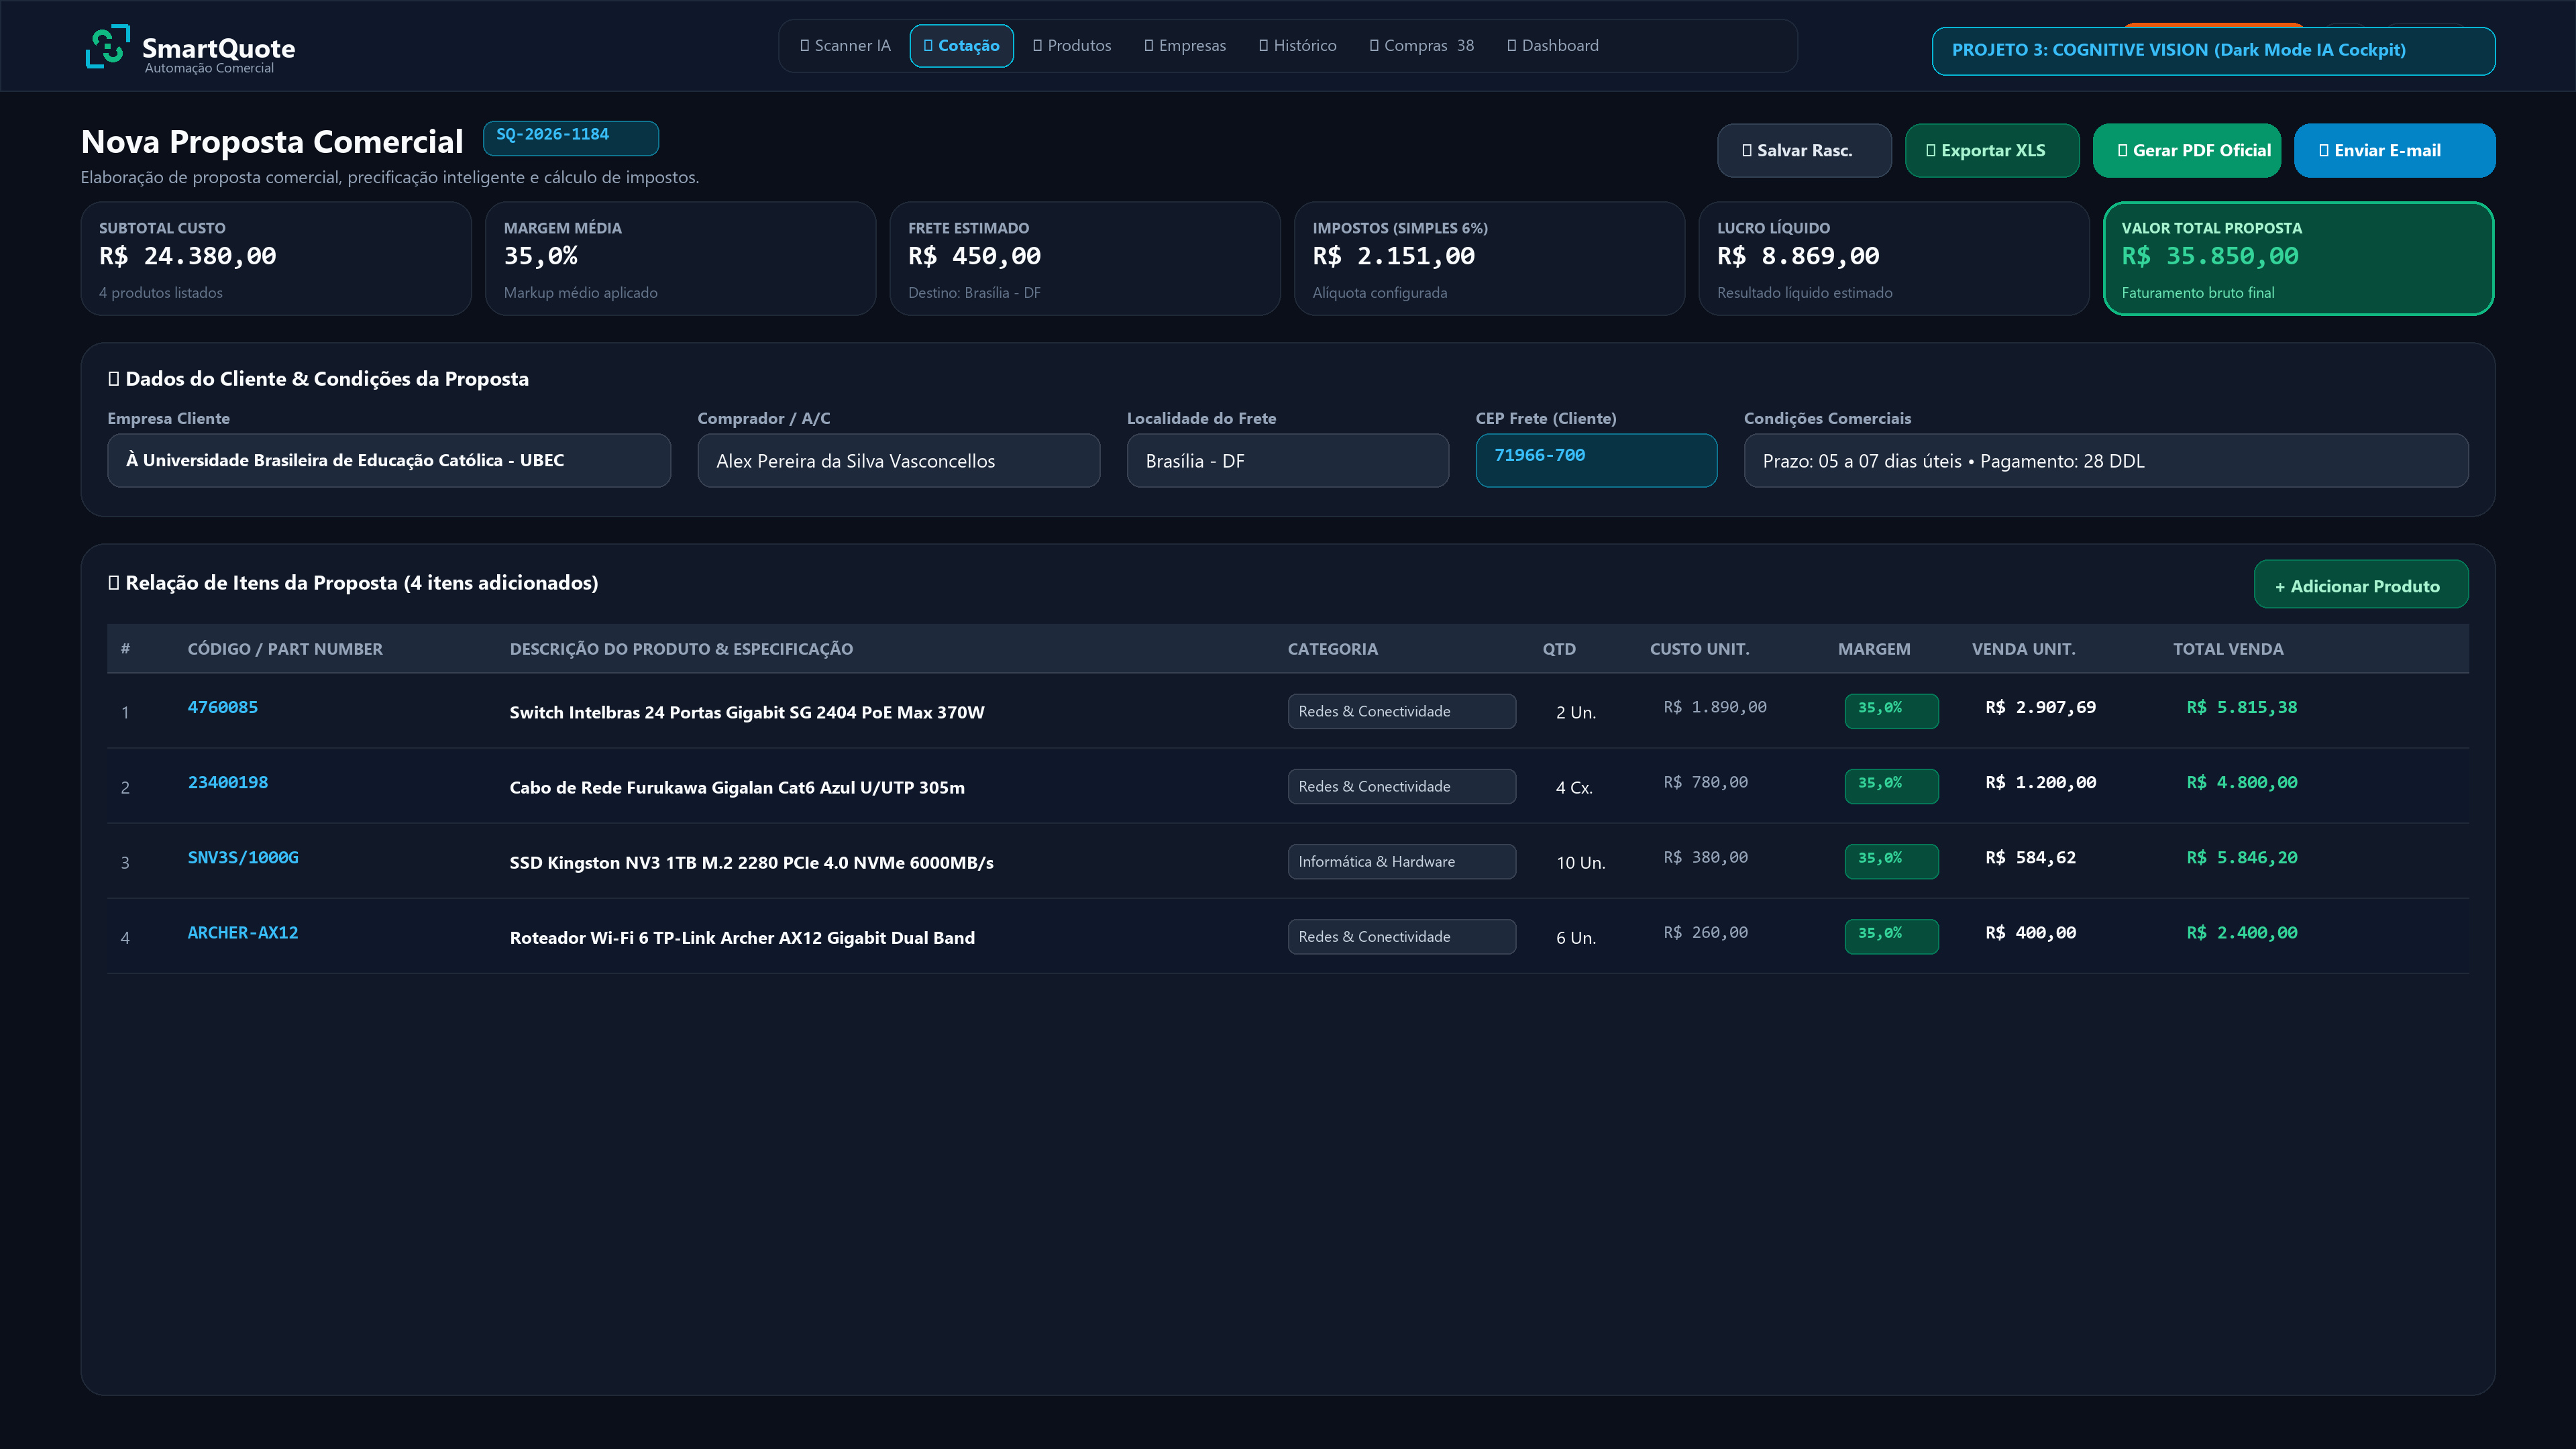 SmartQuote
Automação Comercial
Scanner IA
Cotação
Produtos
Empresas
Histórico
Compras 38
Dashboard
PROJETO 3: COGNITIVE VISION (Dark Mode IA Cockpit)
Nova Proposta Comercial
SQ-2026-1184
Elaboração de proposta comercial, precificação inteligente e cálculo de impostos.
Salvar Rasc.
Exportar XLS
Gerar PDF Oficial
Enviar E-mail
SUBTOTAL CUSTO
R$ 24.380,00
4 produtos listados
MARGEM MÉDIA
35,0%
Markup médio aplicado
FRETE ESTIMADO
R$ 450,00
Destino: Brasília - DF
IMPOSTOS (SIMPLES 6%)
R$ 2.151,00
Alíquota configurada
LUCRO LÍQUIDO
R$ 8.869,00
Resultado líquido estimado
VALOR TOTAL PROPOSTA
R$ 35.850,00
Faturamento bruto final
Dados do Cliente & Condições da Proposta
Empresa Cliente
À Universidade Brasileira de Educação Católica - UBEC
Comprador / A/C
Alex Pereira da Silva Vasconcellos
Localidade do Frete
Brasília - DF
CEP Frete (Cliente)
71966-700
Condições Comerciais
Prazo: 05 a 07 dias úteis • Pagamento: 28 DDL
Relação de Itens da Proposta (4 itens adicionados)
+ Adicionar Produto
# CÓDIGO / PART NUMBER DESCRIÇÃO DO PRODUTO & ESPECIFICAÇÃO CATEGORIA QTD CUSTO UNIT. MARGEM VENDA UNIT. TOTAL VENDA
1 4760085 Switch Intelbras 24 Portas Gigabit SG 2404 PoE Max 370W Redes & Conectividade 2 Un. R$ 1.890,00 35,0% R$ 2.907,69 R$ 5.815,38
2 23400198 Cabo de Rede Furukawa Gigalan Cat6 Azul U/UTP 305m Redes & Conectividade 4 Cx. R$ 780,00 35,0% R$ 1.200,00 R$ 4.800,00
3 SNV3S/1000G SSD Kingston NV3 1TB M.2 2280 PCIe 4.0 NVMe 6000MB/s Informática & Hardware 10 Un. R$ 380,00 35,0% R$ 584,62 R$ 5.846,20
4 ARCHER-AX12 Roteador Wi-Fi 6 TP-Link Archer AX12 Gigabit Dual Band Redes & Conectividade 6 Un. R$ 260,00 35,0% R$ 400,00 R$ 2.400,00